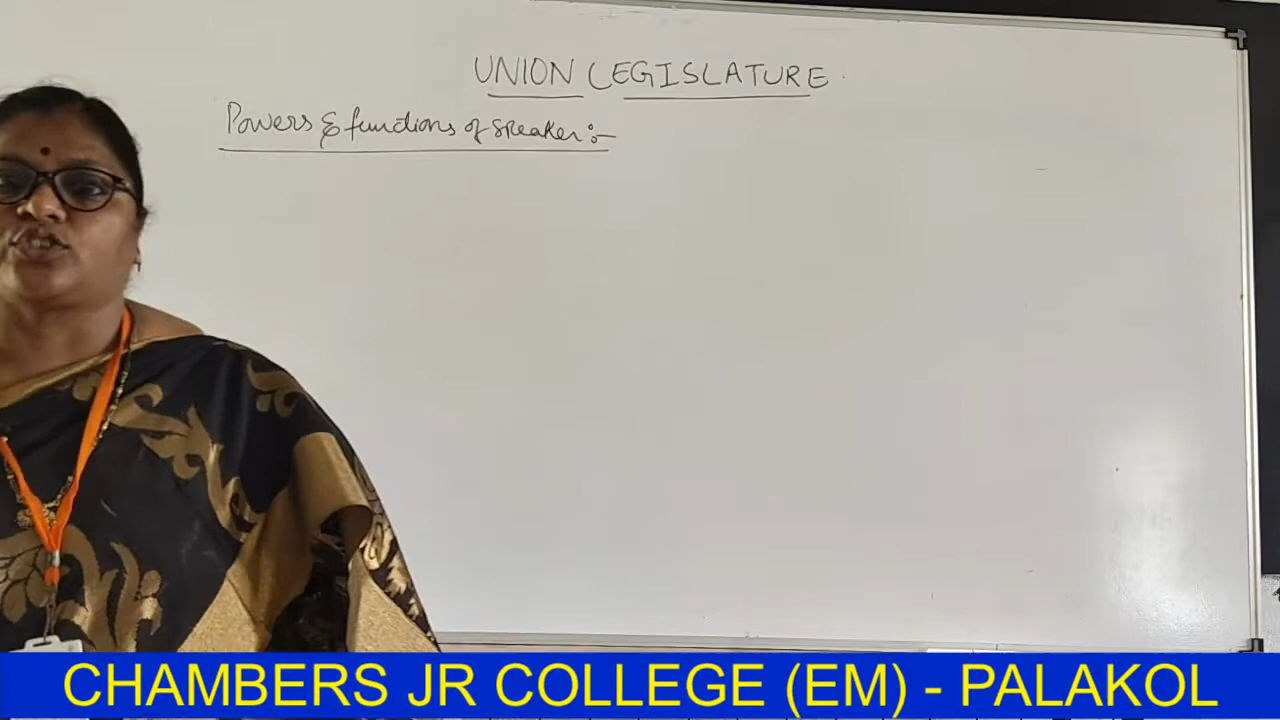 UNION LEGISLATURE
Powers & functions of Speaker :-
CHAMBERS JR COLLEGE (EM) - PALAKOL